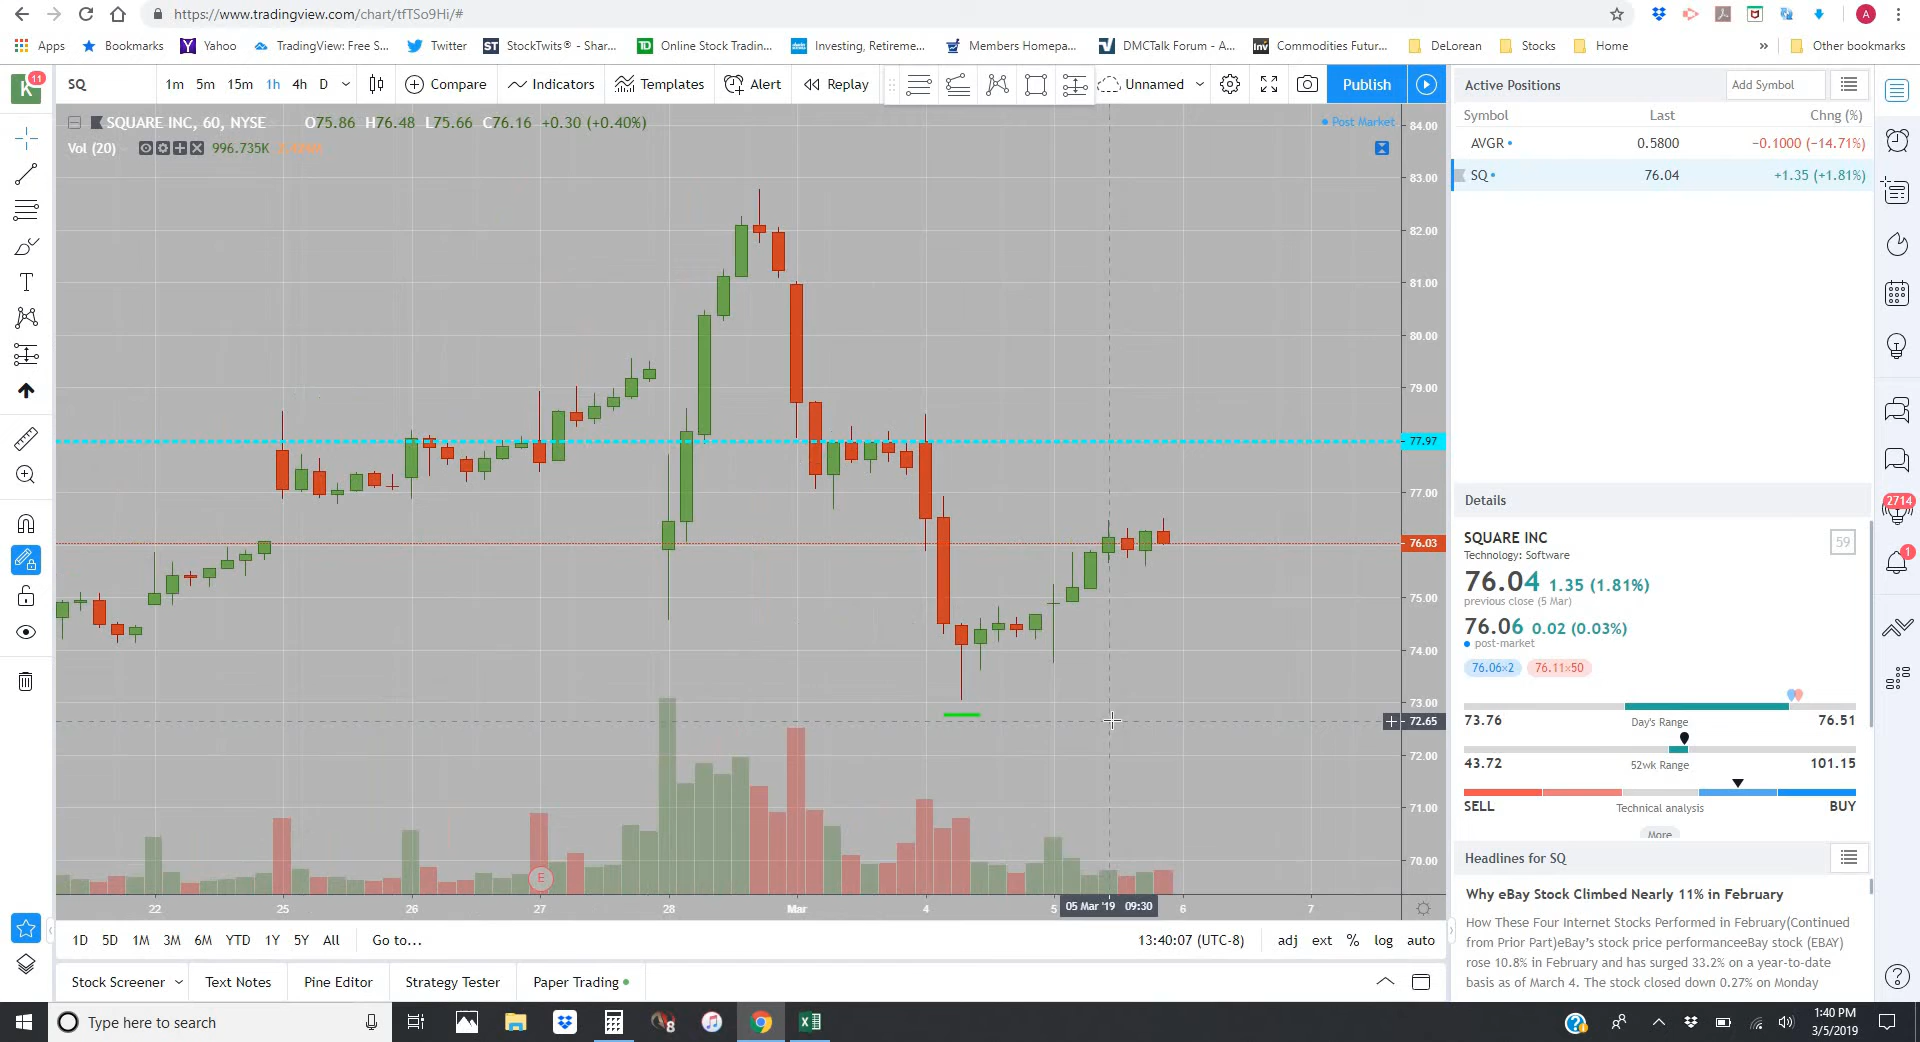 https://www.tradingview.com/chart/tfTSo9Hi/#
Apps Bookmarks Yahoo TradingView: Free S... Twitter StockTwits® - Shar... Online Stock Tradin... Investing, Retireme... Members Homepa... DMCTalk Forum - A... Commodities Futur... DeLorean Stocks Home » Other bookmarks
K 11 SQ 1m 5m 15m 1h 4h D Compare Indicators Templates Alert Replay Unnamed Publish
SQUARE INC, 60, NYSE O75.86 H76.48 L75.66 C76.16 +0.30 (+0.40%)
Vol (20) 996.735K
Post Market
84.00
83.00
82.00
81.00
80.00
79.00
77.97
77.00
76.03
75.00
74.00
73.00
72.65
72.00
71.00
70.00
E
22 25 26 27 28 Mar 4 5 05 Mar '19 09:30 6 7
1D 5D 1M 3M 6M YTD 1Y 5Y All Go to... 13:40:07 (UTC-8) adj ext % log auto
Stock Screener Text Notes Pine Editor Strategy Tester Paper Trading
Active Positions Add Symbol
Symbol Last Chng (%)
AVGR 0.5800 −0.1000 (−14.71%)
SQ 76.04 +1.35 (+1.81%)
Details
SQUARE INC 59
Technology: Software
76.04 1.35 (1.81%)
previous close (5 Mar)
76.06 0.02 (0.03%)
post-market
76.06×2 76.11×50
73.76 Day's Range 76.51
43.72 52wk Range 101.15
SELL Technical analysis BUY
More
Headlines for SQ
Why eBay Stock Climbed Nearly 11% in February
How These Four Internet Stocks Performed in February(Continued
from Prior Part)eBay's stock price performanceeBay stock (EBAY)
rose 10.8% in February and has surged 33.2% on a year-to-date
basis as of March 4. The stock closed down 0.27% on Monday
2714
1
Type here to search
1:40 PM
3/5/2019